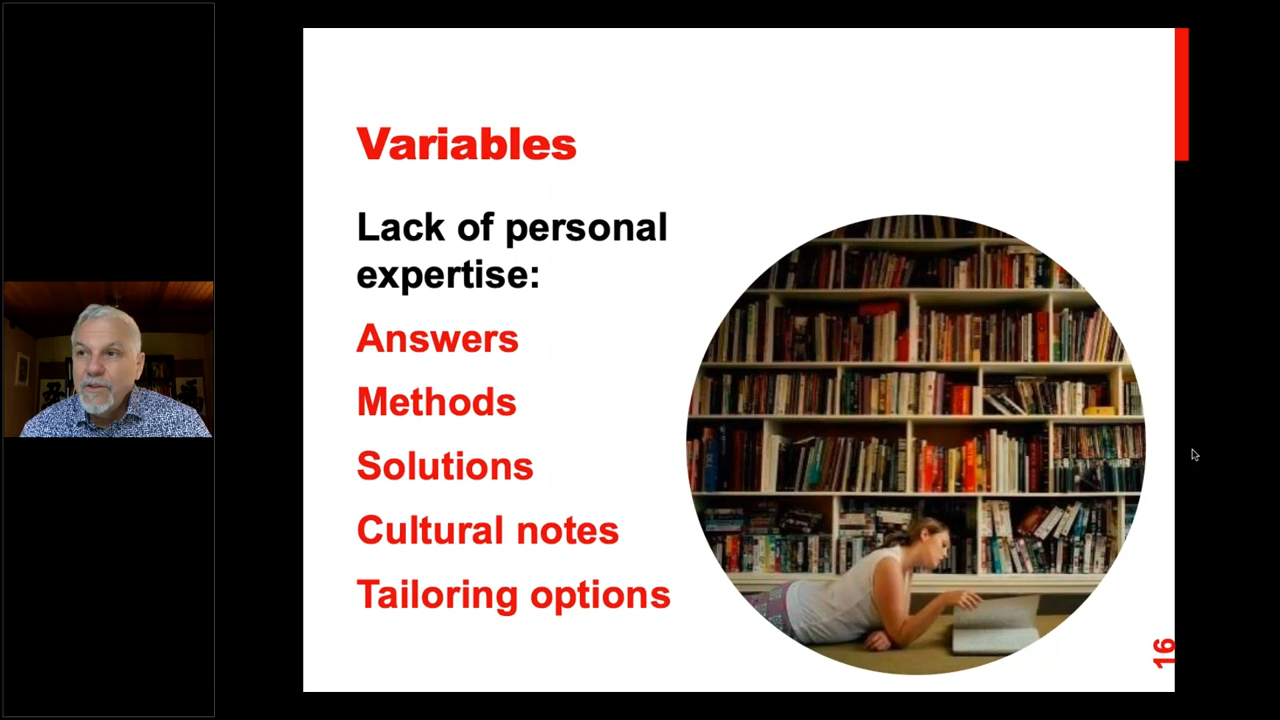 Variables
Lack of personal
expertise:
Answers
Methods
Solutions
Cultural notes
Tailoring options
16